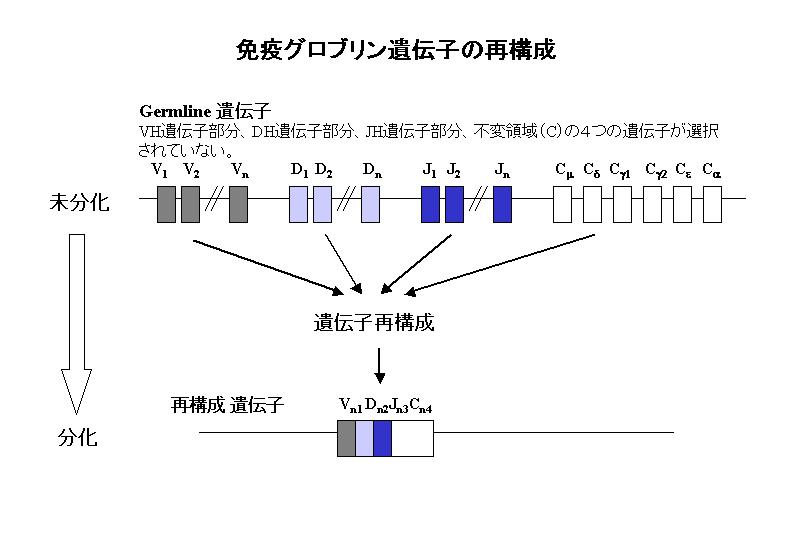 免疫グロブリン遺伝子の再構成
Germline 遺伝子
VH遺伝子部分、DH遺伝子部分、JH遺伝子部分、不変領域(C)の4つの遺伝子が選択
されていない。
V1 V2 Vn D1 D2 Dn J1 J2 Jn Cμ Cδ Cγ1 Cγ2 Cε Cα
未分化
遺伝子再構成
再構成 遺伝子 Vn1 Dn2 Jn3 Cn4
分化